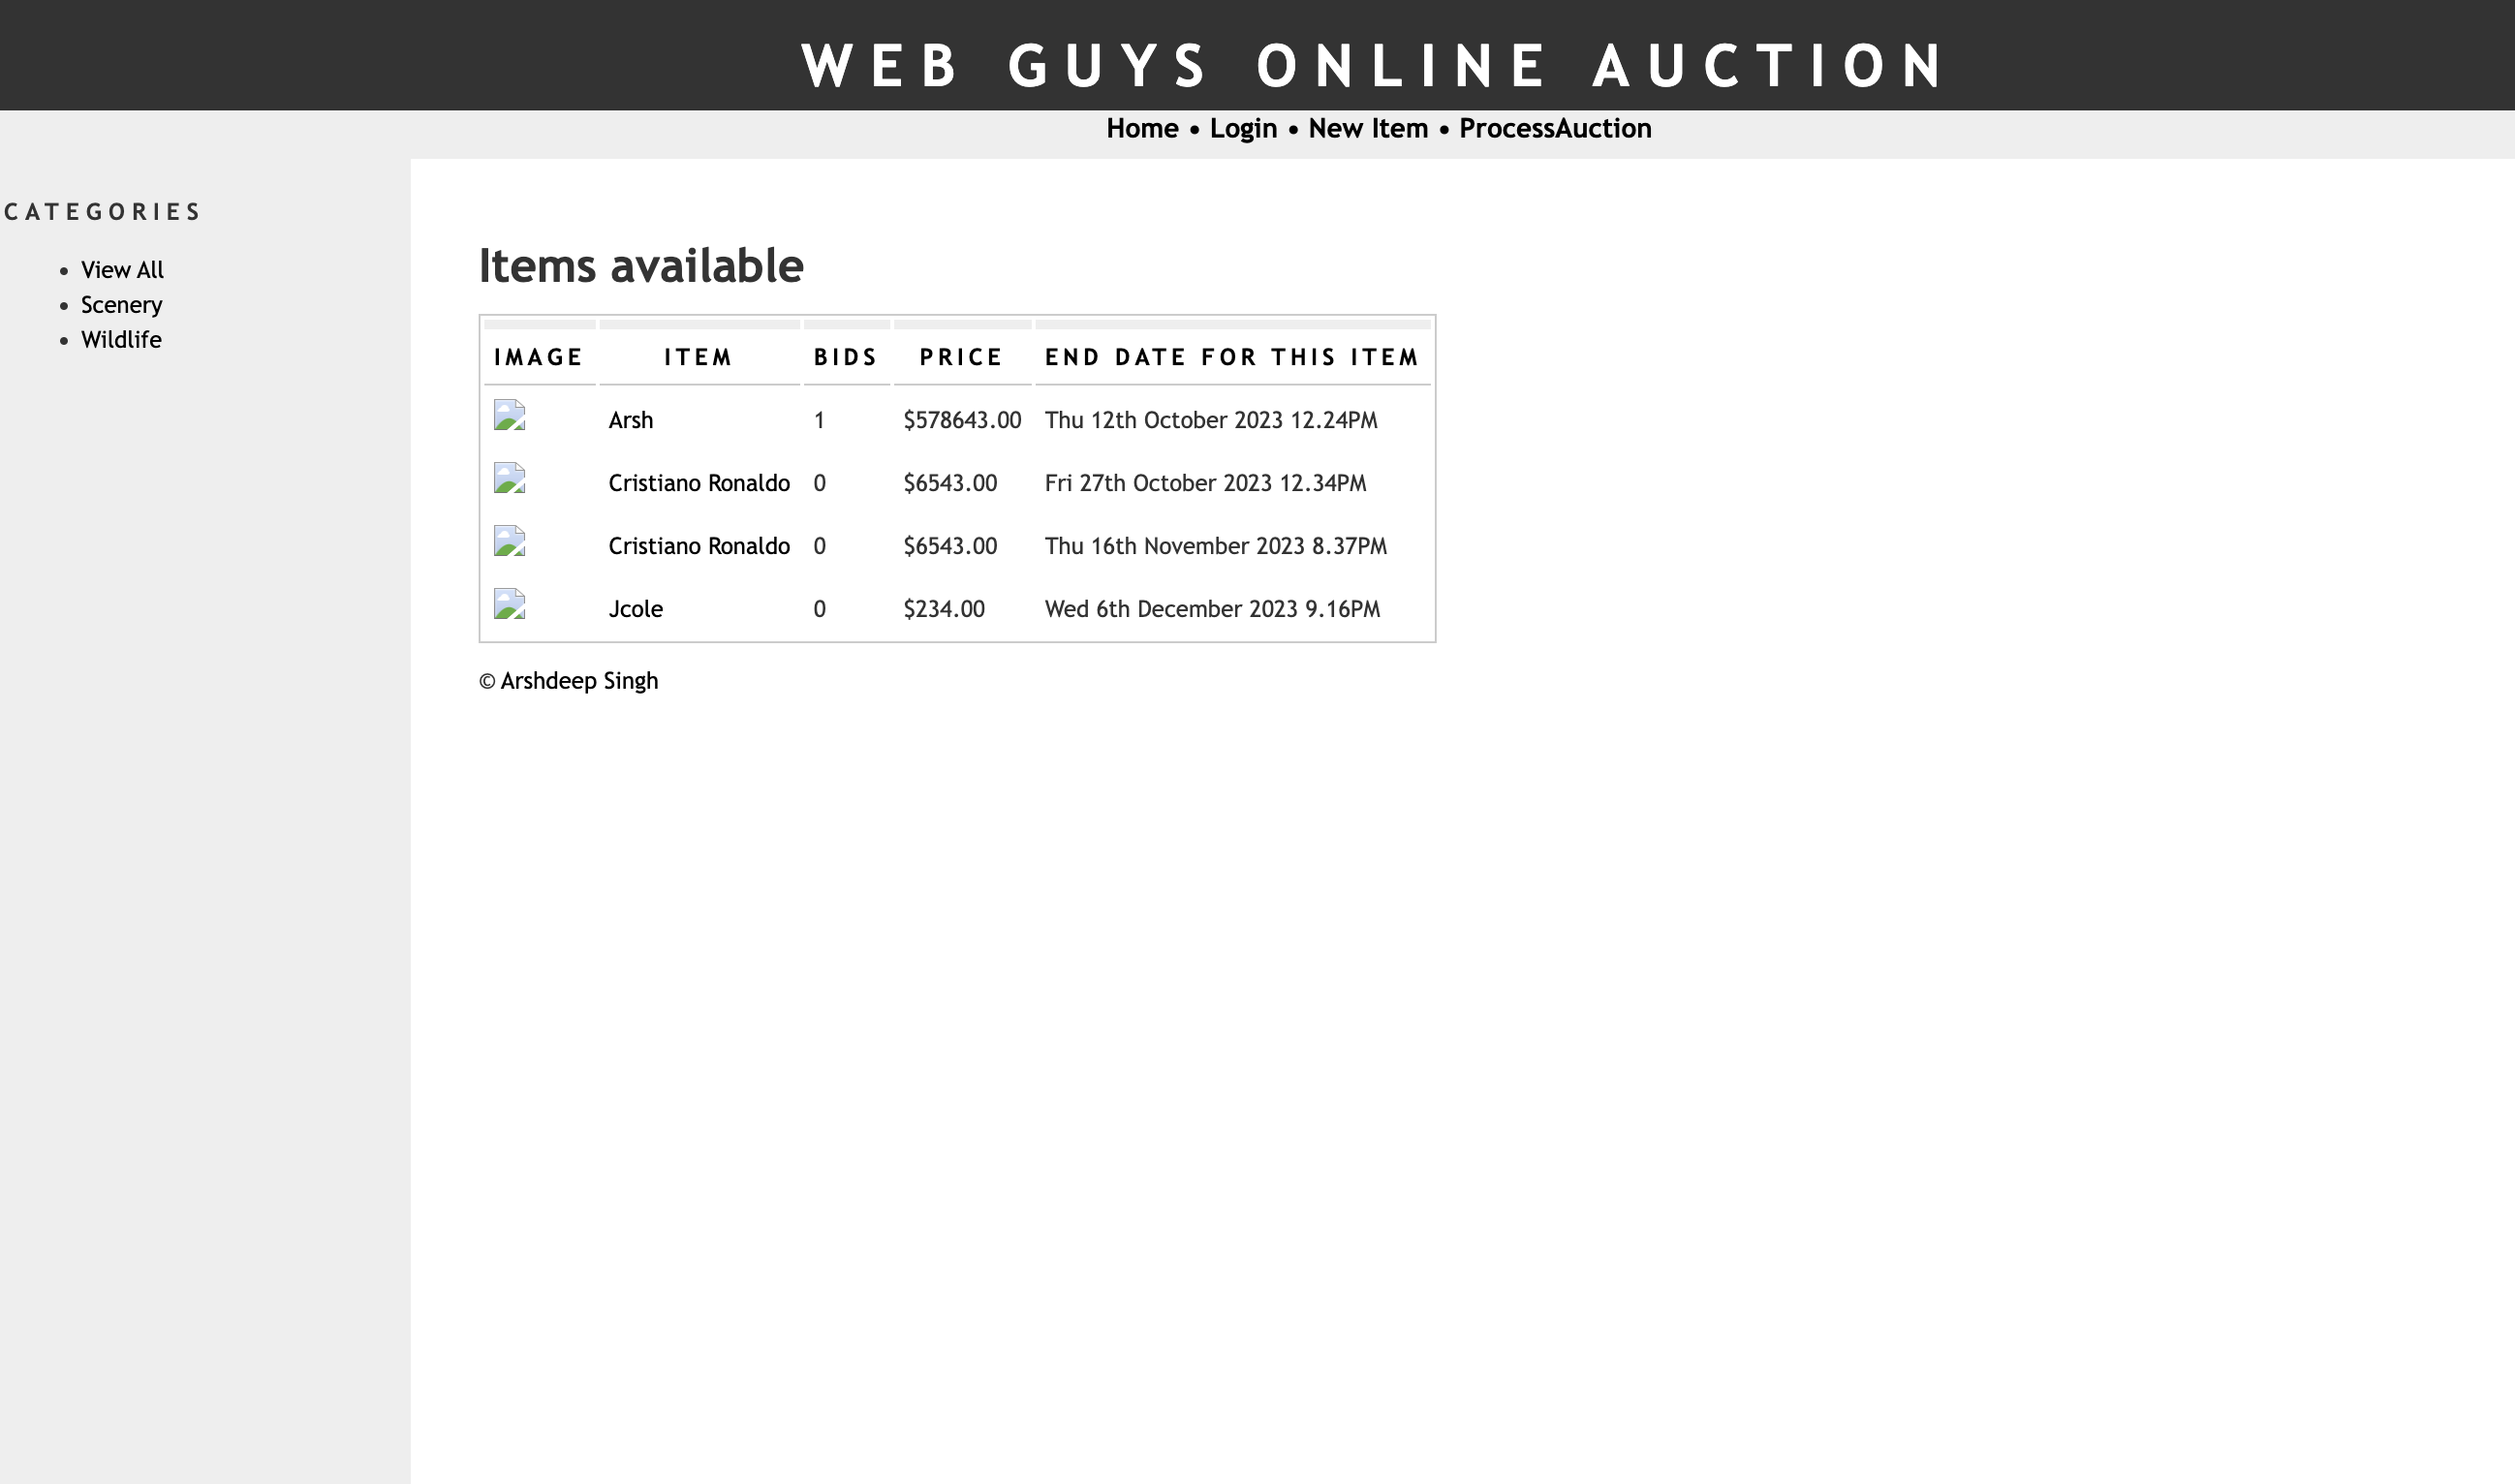 WEB GUYS ONLINE AUCTION
Home • Login • New Item • ProcessAuction
CATEGORIES
• View All
• Scenery
• Wildlife
Items available
IMAGE ITEM BIDS PRICE END DATE FOR THIS ITEM
Arsh 1 $578643.00 Thu 12th October 2023 12.24PM
Cristiano Ronaldo 0 $6543.00 Fri 27th October 2023 12.34PM
Cristiano Ronaldo 0 $6543.00 Thu 16th November 2023 8.37PM
Jcole 0 $234.00 Wed 6th December 2023 9.16PM
© Arshdeep Singh